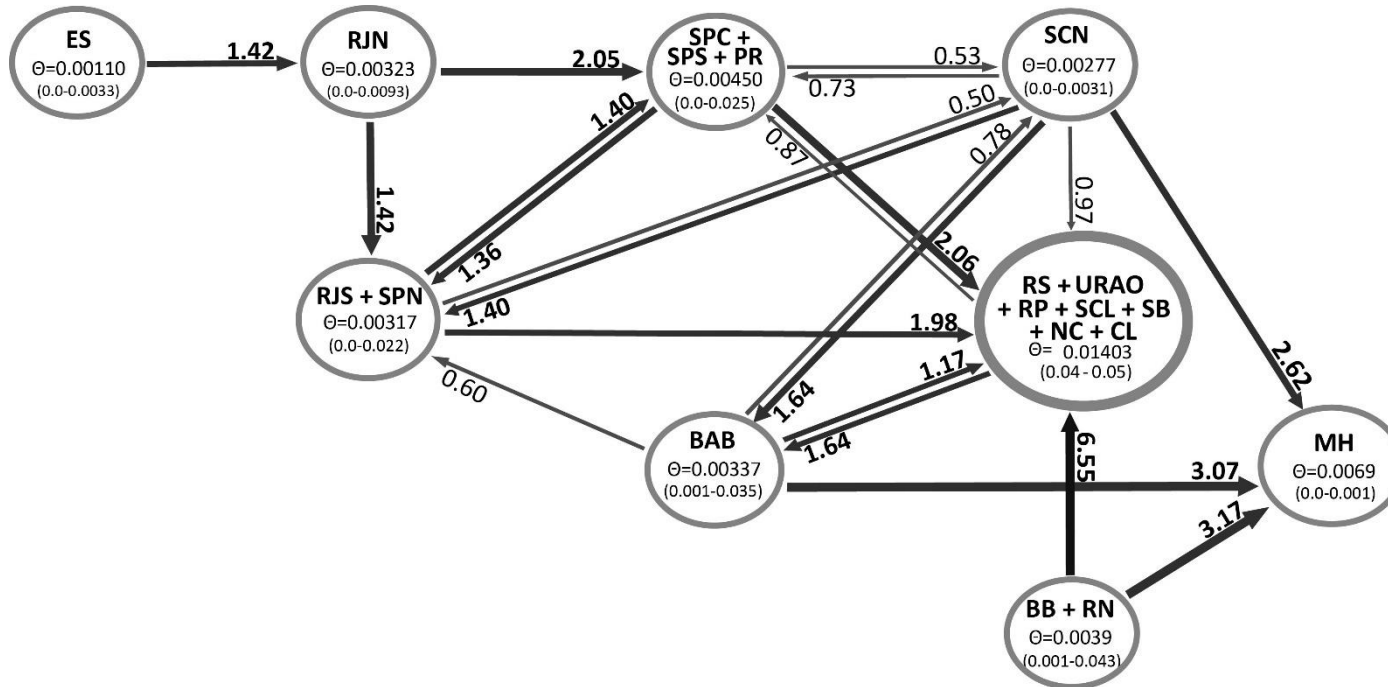 ES
Θ=0.00110
(0.0-0.0033)
1.42
RJN
Θ=0.00323
(0.0-0.0093)
2.05
SPC +
SPS + PR
Θ=0.00450
(0.0-0.025)
0.53
0.73
SCN
Θ=0.00277
(0.0-0.0031)
1.40
0.50
0.87
0.78
1.42
1.36
2.06
0.97
RJS + SPN
Θ=0.00317
(0.0-0.022)
1.40
1.98
RS + URAO
+ RP + SCL + SB
+ NC + CL
Θ= 0.01403
(0.04 - 0.05)
2.62
0.60
1.64
1.17
1.64
BAB
Θ=0.00337
(0.001-0.035)
3.07
6.55
MH
Θ=0.0069
(0.0-0.001)
3.17
BB + RN
Θ=0.0039
(0.001-0.043)